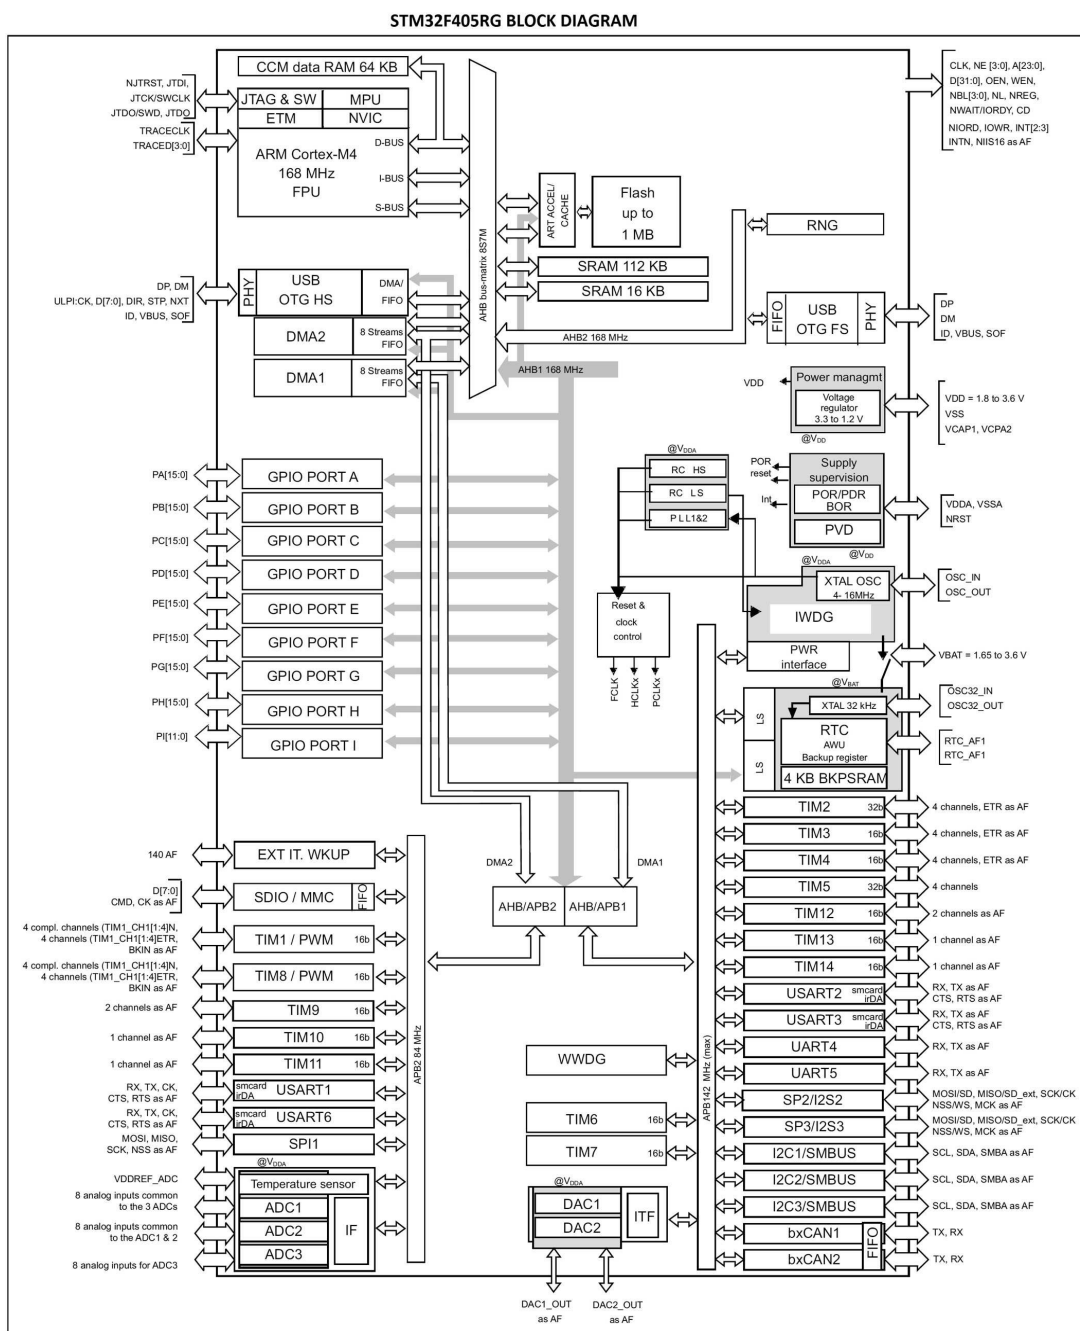 STM32F405RG BLOCK DIAGRAM
CCM data RAM 64 KB
NJTRST, JTDI,
JTCK/SWCLK
JTDO/SWD, JTDO
TRACECLK
TRACED[3:0]
JTAG & SW
MPU
ETM
NVIC
ARM Cortex-M4
168 MHz
FPU
D-BUS
I-BUS
S-BUS
AHB bus-matrix 8S7M
ART ACCEL/
CACHE
Flash
up to
1 MB
SRAM 112 KB
SRAM 16 KB
CLK, NE [3:0], A[23:0],
D[31:0], OEN, WEN,
NBL[3:0], NL, NREG,
NWAIT/IORDY, CD
NIORD, IOWR, INT[2:3]
INTN, NIIS16 as AF
RNG
FIFO
USB
OTG FS
PHY
DP
DM
ID, VBUS, SOF
DP, DM
ULPI:CK, D[7:0], DIR, STP, NXT
ID, VBUS, SOF
PHY
USB
OTG HS
DMA/
FIFO
DMA2
8 Streams
FIFO
DMA1
8 Streams
FIFO
AHB2 168 MHz
AHB1 168 MHz
VDD
Power managmt
Voltage
regulator
3.3 to 1.2 V
@VDD
VDD = 1.8 to 3.6 V
VSS
VCAP1, VCPA2
@VDDA
RC HS
RC LS
PLL1&2
POR
reset
Int
Supply
supervision
POR/PDR
BOR
PVD
@VDD
VDDA, VSSA
NRST
@VDDA
XTAL OSC
4- 16MHz
OSC_IN
OSC_OUT
IWDG
PWR
interface
VBAT = 1.65 to 3.6 V
Reset &
clock
control
FCLK
HCLKx
PCLKx
@VBAT
LS
LS
XTAL 32 kHz
RTC
AWU
Backup register
4 KB BKPSRAM
OSC32_IN
OSC32_OUT
RTC_AF1
RTC_AF1
PA[15:0]
GPIO PORT A
PB[15:0]
GPIO PORT B
PC[15:0]
GPIO PORT C
PD[15:0]
GPIO PORT D
PE[15:0]
GPIO PORT E
PF[15:0]
GPIO PORT F
PG[15:0]
GPIO PORT G
PH[15:0]
GPIO PORT H
PI[11:0]
GPIO PORT I
DMA2
DMA1
AHB/APB2
AHB/APB1
140 AF
EXT IT. WKUP
D[7:0]
CMD, CK as AF
SDIO / MMC
FIFO
4 compl. channels (TIM1_CH1[1:4]N,
4 channels (TIM1_CH1[1:4]ETR,
BKIN as AF
TIM1 / PWM
16b
4 compl. channels (TIM1_CH1[1:4]N,
4 channels (TIM1_CH1[1:4]ETR,
BKIN as AF
TIM8 / PWM
16b
2 channels as AF
TIM9
16b
1 channel as AF
TIM10
16b
1 channel as AF
TIM11
16b
RX, TX, CK,
CTS, RTS as AF
smcard
irDA
USART1
RX, TX, CK,
CTS, RTS as AF
smcard
irDA
USART6
MOSI, MISO,
SCK, NSS as AF
SPI1
@VDDA
VDDREF_ADC
Temperature sensor
8 analog inputs common
to the 3 ADCs
ADC1
8 analog inputs common
to the ADC1 & 2
ADC2
8 analog inputs for ADC3
ADC3
IF
APB2 84 MHz
WWDG
TIM6
16b
TIM7
16b
@VDDA
DAC1
DAC2
ITF
DAC1_OUT
as AF
DAC2_OUT
as AF
APB142 MHz (max)
TIM2
32b
4 channels, ETR as AF
TIM3
16b
4 channels, ETR as AF
TIM4
16b
4 channels, ETR as AF
TIM5
32b
4 channels
TIM12
16b
2 channels as AF
TIM13
16b
1 channel as AF
TIM14
16b
1 channel as AF
USART2
smcard
irDA
RX, TX as AF
CTS, RTS as AF
USART3
smcard
irDA
RX, TX as AF
CTS, RTS as AF
UART4
RX, TX as AF
UART5
RX, TX as AF
SP2/I2S2
MOSI/SD, MISO/SD_ext, SCK/CK
NSS/WS, MCK as AF
SP3/I2S3
MOSI/SD, MISO/SD_ext, SCK/CK
NSS/WS, MCK as AF
I2C1/SMBUS
SCL, SDA, SMBA as AF
I2C2/SMBUS
SCL, SDA, SMBA as AF
I2C3/SMBUS
SCL, SDA, SMBA as AF
bxCAN1
TX, RX
bxCAN2
FIFO
TX, RX